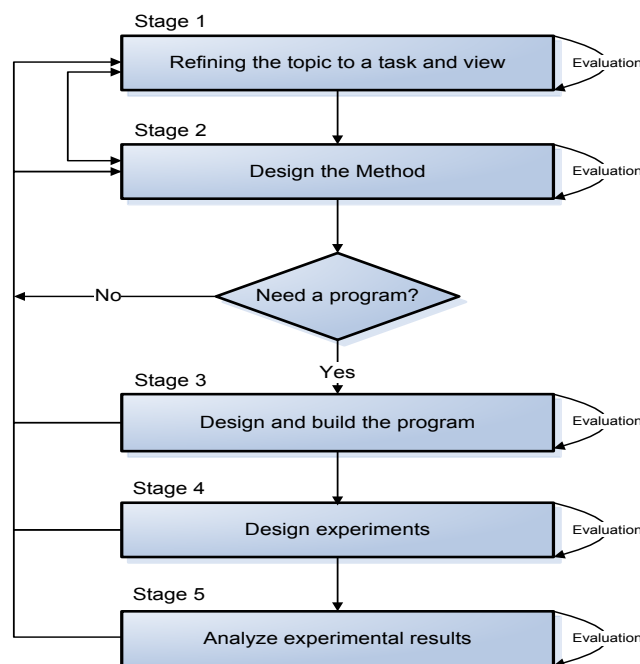 Stage 1
Refining the topic to a task and view
Evaluation
Stage 2
Design the Method
Evaluation
Need a program?
No
Yes
Stage 3
Design and build the program
Evaluation
Stage 4
Design experiments
Evaluation
Stage 5
Analyze experimental results
Evaluation